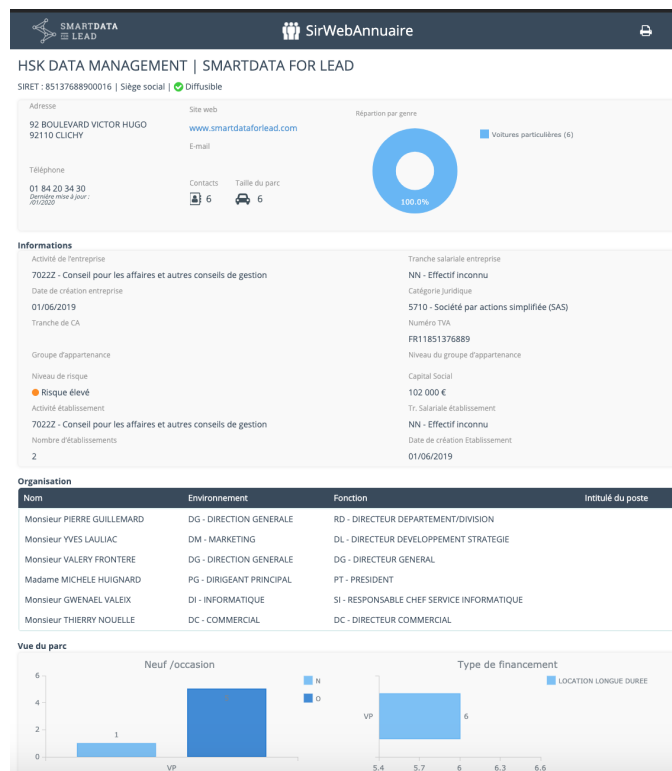 SMARTDATA
LEAD
SirWebAnnuaire
HSK DATA MANAGEMENT | SMARTDATA FOR LEAD
SIRET : 85137688900016 | Siège social | Diffusible
Adresse
92 BOULEVARD VICTOR HUGO
92110 CLICHY
Téléphone
01 84 20 34 30
Dernière mise à jour :
/01/2020
Site web
www.smartdataforlead.com
E-mail
Contacts Taille du parc
6 6
Répartion par genre
Voitures particulières (6)
100.0%
Informations
Activité de l'entreprise Tranche salariale entreprise
7022Z - Conseil pour les affaires et autres conseils de gestion NN - Effectif inconnu
Date de création entreprise Catégorie Juridique
01/06/2019 5710 - Société par actions simplifiée (SAS)
Tranche de CA Numéro TVA
FR11851376889
Groupe d'appartenance Niveau du groupe d'appartenance
Niveau de risque Capital Social
Risque élevé 102 000 €
Activité établissement Tr. Salariale établissement
7022Z - Conseil pour les affaires et autres conseils de gestion NN - Effectif inconnu
Nombre d'établissements Date de création Etablissement
2 01/06/2019
Organisation
Nom Environnement Fonction Intitulé du poste
Monsieur PIERRE GUILLEMARD DG - DIRECTION GENERALE RD - DIRECTEUR DEPARTEMENT/DIVISION
Monsieur YVES LAULIAC DM - MARKETING DL - DIRECTEUR DEVELOPPEMENT STRATEGIE
Monsieur VALERY FRONTERE DG - DIRECTION GENERALE DG - DIRECTEUR GENERAL
Madame MICHELE HUIGNARD PG - DIRIGEANT PRINCIPAL PT - PRESIDENT
Monsieur GWENAEL VALEIX DI - INFORMATIQUE SI - RESPONSABLE CHEF SERVICE INFORMATIQUE
Monsieur THIERRY NOUELLE DC - COMMERCIAL DC - DIRECTEUR COMMERCIAL
Vue du parc
Neuf /occasion
6
4
2
0
1
VP
N
O
Type de financement
LOCATION LONGUE DUREE
VP
6
5.4 5.7 6 6.3 6.6